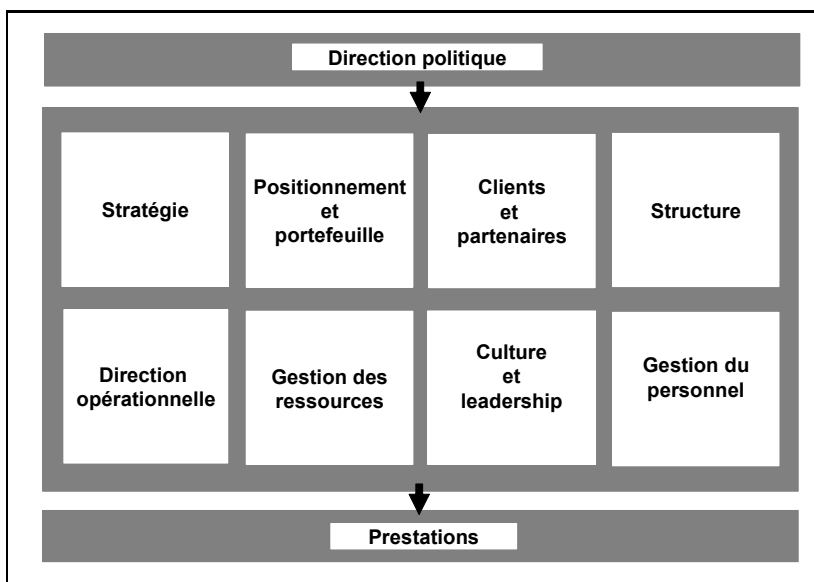 Direction politique
Stratégie
Positionnement
et
portefeuille
Clients
et
partenaires
Structure
Direction
opérationnelle
Gestion des
ressources
Culture
et
leadership
Gestion du
personnel
Prestations